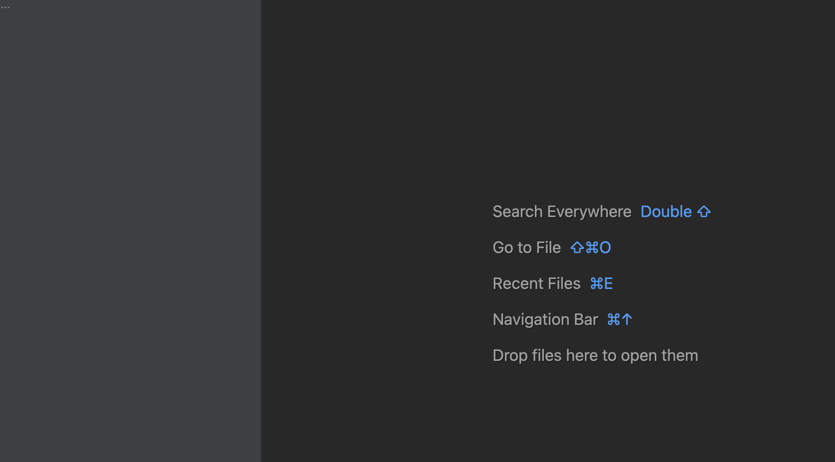 ...
Search Everywhere Double ⇧
Go to File ⇧⌘O
Recent Files ⌘E
Navigation Bar ⌘↑
Drop files here to open them